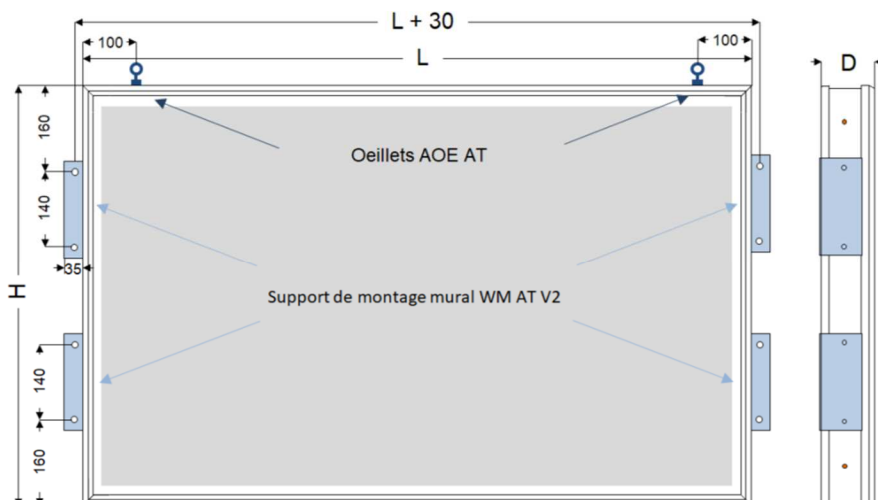 L + 30
100
100
L
D
160
Oeillets AOE AT
140
35
H
Support de montage mural WM AT V2
140
160